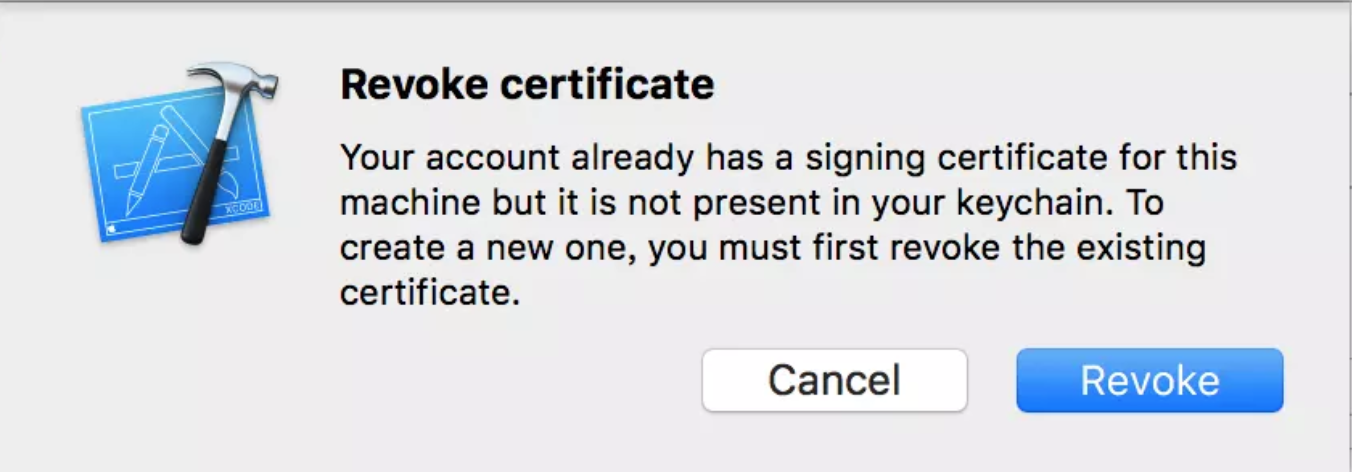 Revoke certificate
Your account already has a signing certificate for this
machine but it is not present in your keychain. To
create a new one, you must first revoke the existing
certificate.
XCODE
Cancel
Revoke